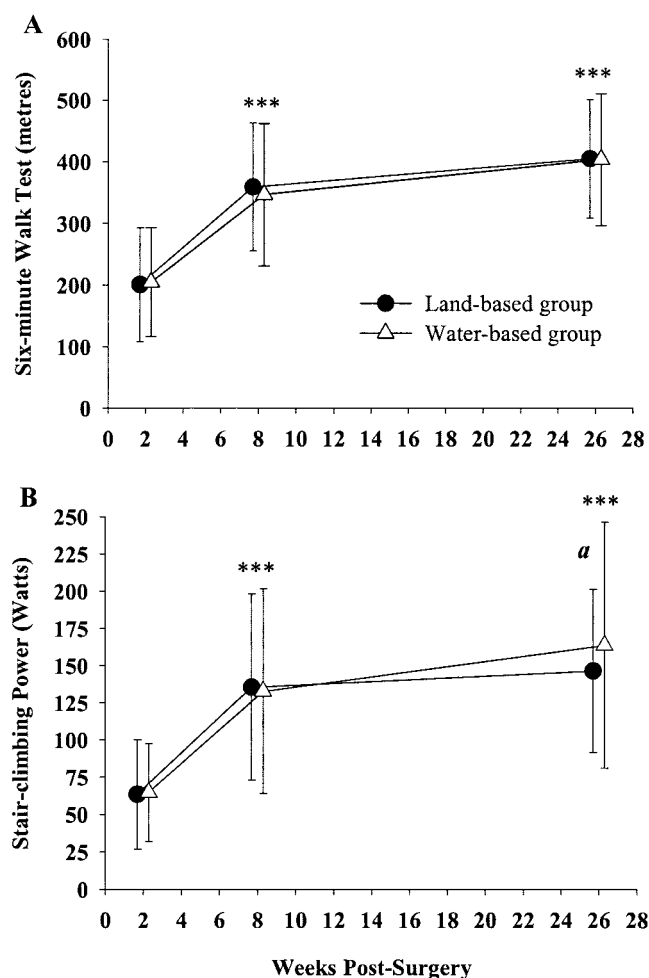 A
Six-minute Walk Test (metres)
600
500
400
300
200
100
0
***
***
Land-based group
Water-based group
0 2 4 6 8 10 12 14 16 18 20 22 24 26 28
B
Stair-climbing Power (Watts)
250
225
200
175
150
125
100
75
50
25
0
***
***
a
0 2 4 6 8 10 12 14 16 18 20 22 24 26 28
Weeks Post-Surgery